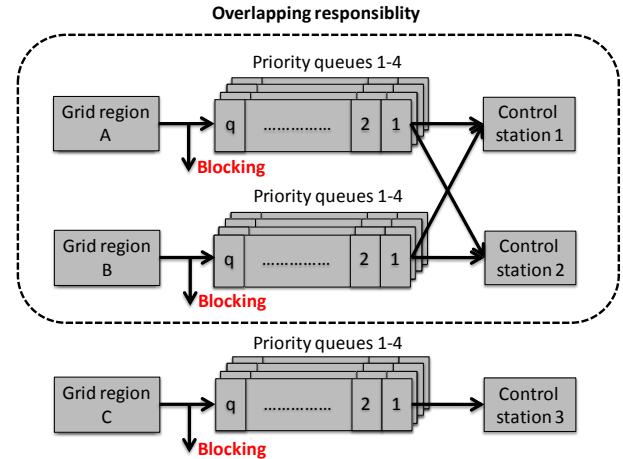 Overlapping responsiblity
Priority queues 1-4
Grid region
A
q
……………
2
1
Control
station 1
Blocking
Priority queues 1-4
Grid region
B
q
……………
2
1
Control
station 2
Blocking
Priority queues 1-4
Grid region
C
q
……………
2
1
Control
station 3
Blocking